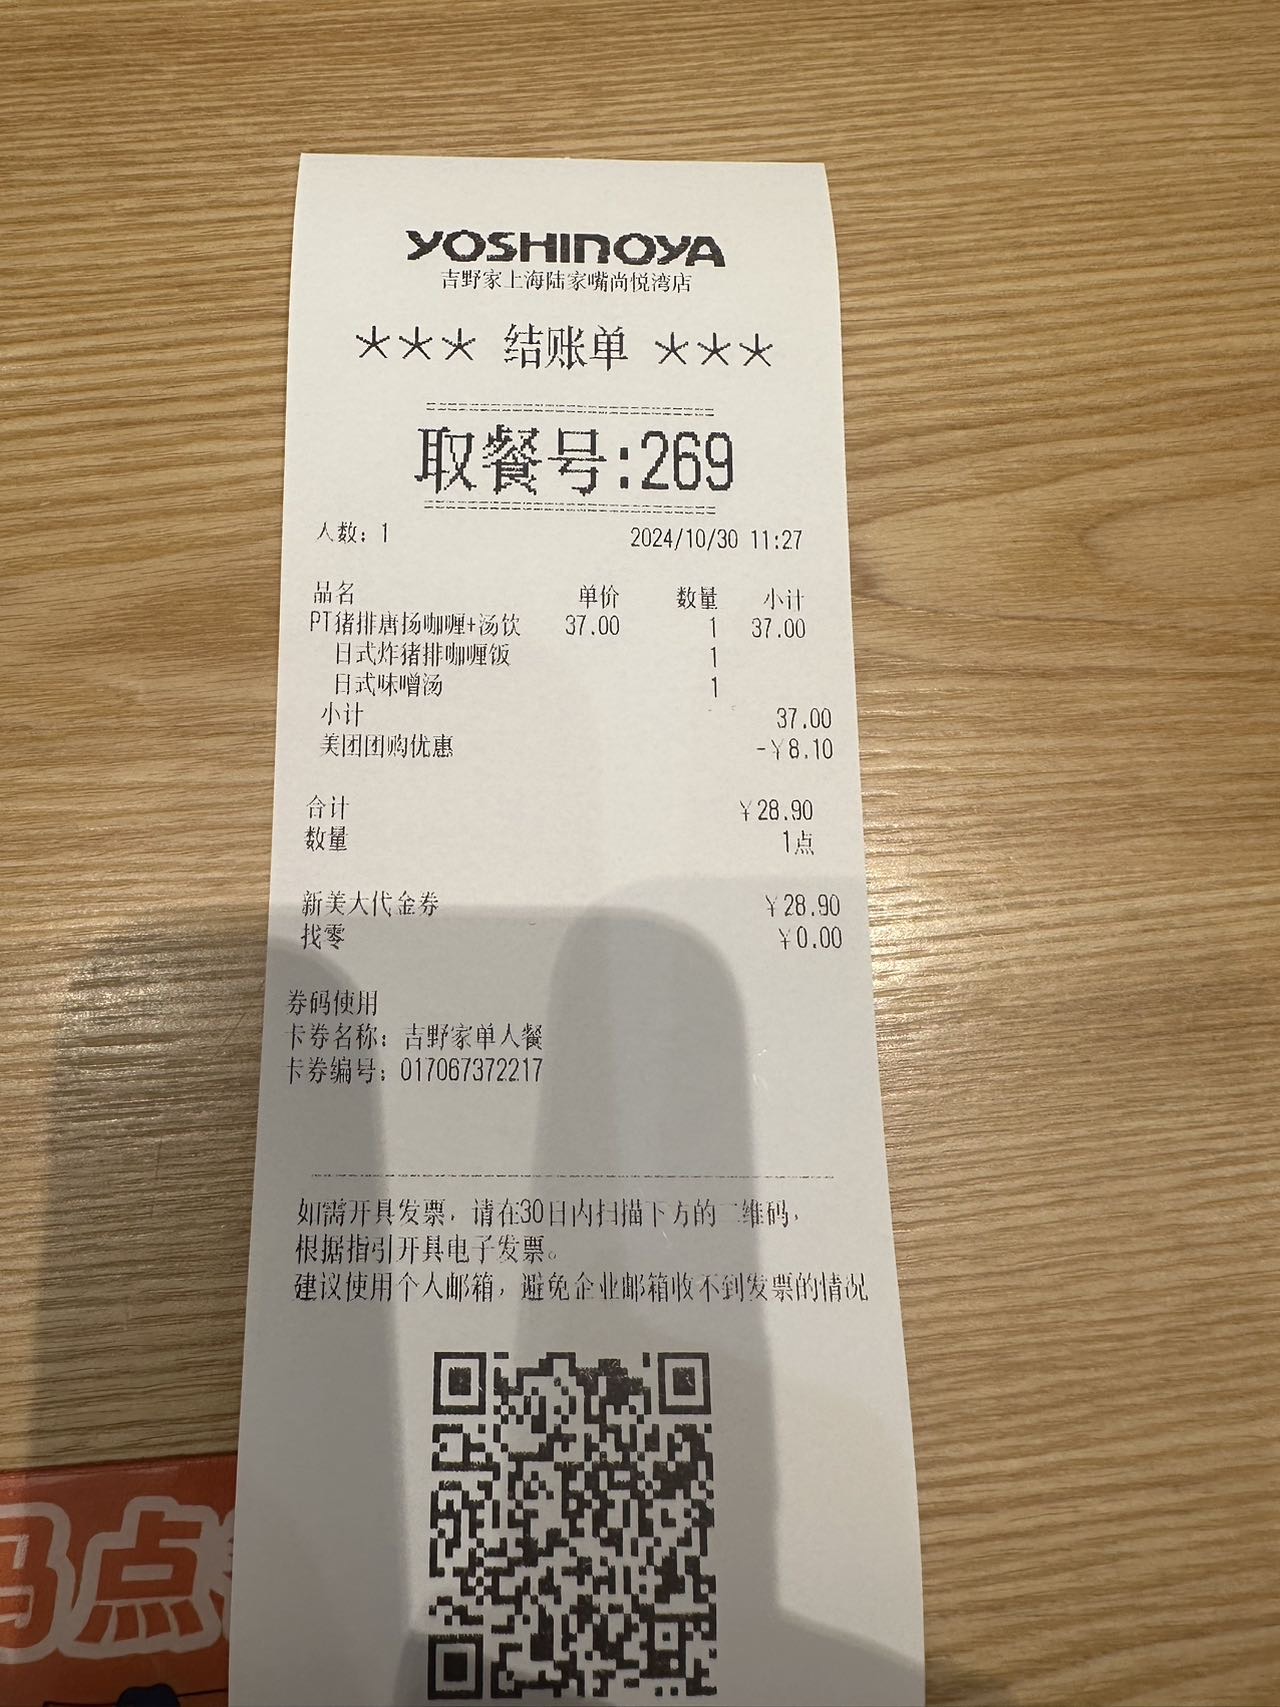 YOSHINOYA
吉野家上海陆家嘴尚悦湾店
*** 结账单 ***
取餐号:269
人数: 1 2024/10/30 11:27
品名 单价 数量 小计
PT猪排唐扬咖喱+汤饮 37.00 1 37.00
日式炸猪排咖喱饭 1
日式味噌汤 1
小计 37.00
美团团购优惠 -¥8.10
合计 ¥28.90
数量 1点
新美大代金券 ¥28.90
找零 ¥0.00
券码使用
卡券名称: 吉野家单人餐
卡券编号: 017067372217
如需开具发票，请在30日内扫描下方的二维码，
根据指引开具电子发票。
建议使用个人邮箱，避免企业邮箱收不到发票的情况
码点